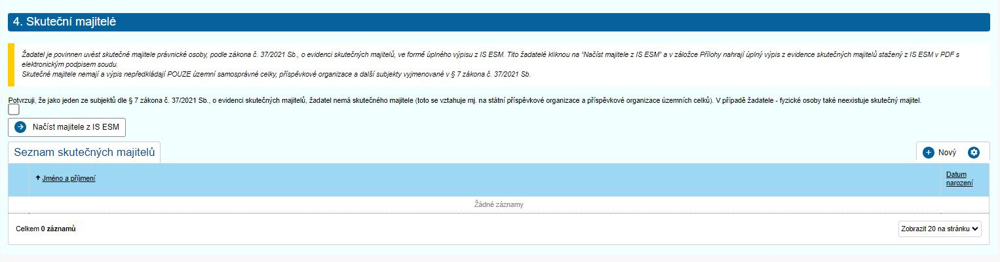 4. Skuteční majitelé
Žadatel je povinnen uvést skutečné majitele právnické osoby, podle zákona č. 37/2021 Sb., o evidenci skutečných majitelů, ve formě úplného výpisu z IS ESM. Tito žadatelé kliknou na "Načíst majitele z IS ESM" a v záložce Přílohy nahrají úplný výpis z evidence skutečných majitelů stažený z IS ESM v PDF s
elektronickým podpisem soudu.
Skutečné majitele nemají a výpis nepředkládají POUZE územní samosprávné celky, příspěvkové organizace a další subjekty vyjmenované v § 7 zákona č. 37/2021 Sb.
Potvrzuji, že jako jeden ze subjektů dle § 7 zákona č. 37/2021 Sb., o evidenci skutečných majitelů, žadatel nemá skutečného majitele (toto se vztahuje mj. na státní příspěvkové organizace a příspěvkové organizace územních celků). V případě žadatele - fyzické osoby také neexistuje skutečný majitel.
Načíst majitele z IS ESM
Seznam skutečných majitelů
Nový
Jméno a příjmení
Datum
narození
Žádné záznamy
Celkem 0 záznamů
Zobrazit 20 na stránku